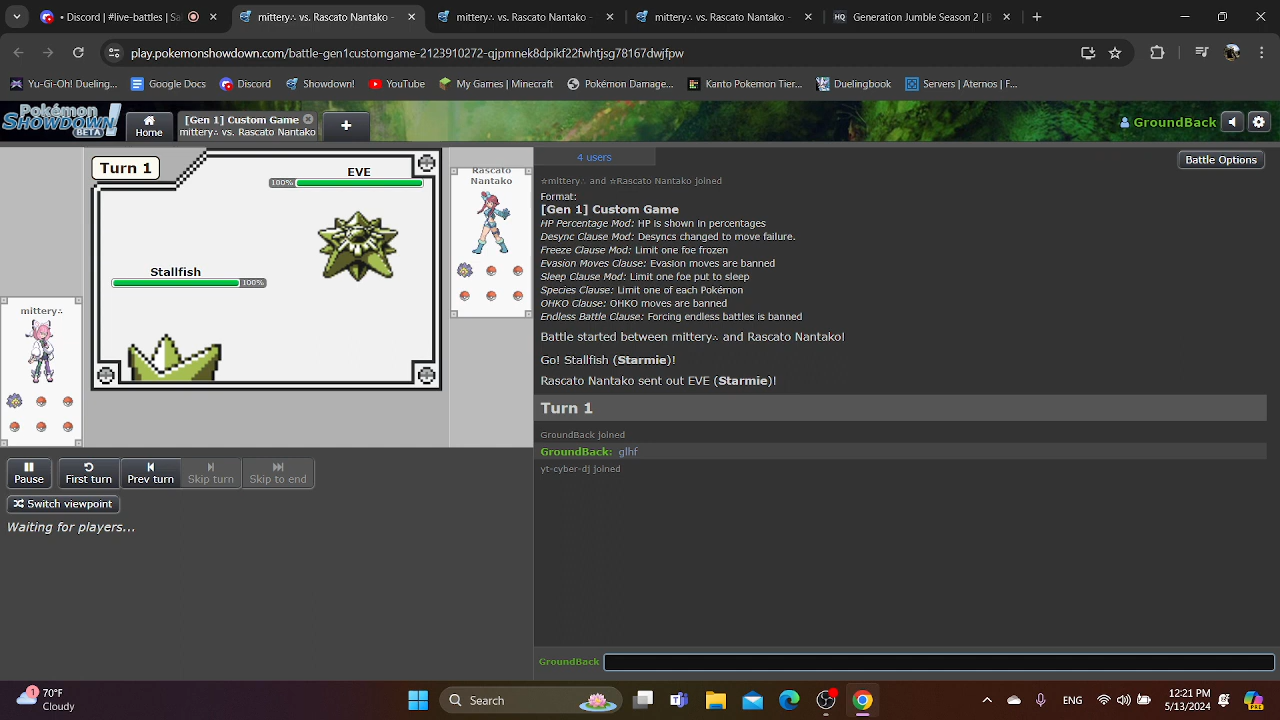 Discord | #live-battles | Sa
mittery∴ vs. Rascato Nantako -
mittery∴ vs. Rascato Nantako -
mittery∴ vs. Rascato Nantako -
HQ Generation Jumble Season 2 | B
play.pokemonshowdown.com/battle-gen1customgame-2123910272-qjpmnek8dpikf22fwhtjsg78167dwjfpw
Yu-Gi-Oh! Dueling...
Google Docs
Discord
Showdown!
YouTube
My Games | Minecraft
Pokémon Damag...
Kanto Pokemon Tier...
Duelingbook
Servers | Aternos | F...
Pokémon
Showdown!
BETA
Home
[Gen 1] Custom Game
mittery∴ vs. Rascato Nantako
GroundBack
4 users
Battle Options
Turn 1
EVE
100%
Stallfish
100%
Rascato
Nantako
mittery∴
☆mittery∴ and ☆Rascato Nantako joined
Format:
[Gen 1] Custom Game
HP Percentage Mod: HP is shown in percentages
Desync Clause Mod: Desyncs changed to move failure.
Freeze Clause Mod: Limit one foe frozen
Evasion Moves Clause: Evasion moves are banned
Sleep Clause Mod: Limit one foe put to sleep
Species Clause: Limit one of each Pokémon
OHKO Clause: OHKO moves are banned
Endless Battle Clause: Forcing endless battles is banned
Battle started between mittery∴ and Rascato Nantako!
Go! Stallfish (Starmie)!
Rascato Nantako sent out EVE (Starmie)!
Turn 1
GroundBack joined
GroundBack: glhf
yt-cyber-dj joined
Pause
First turn
Prev turn
Skip turn
Skip to end
Switch viewpoint
Waiting for players...
GroundBack
1
70°F
Cloudy
Search
ENG
12:21 PM
5/13/2024
PRE